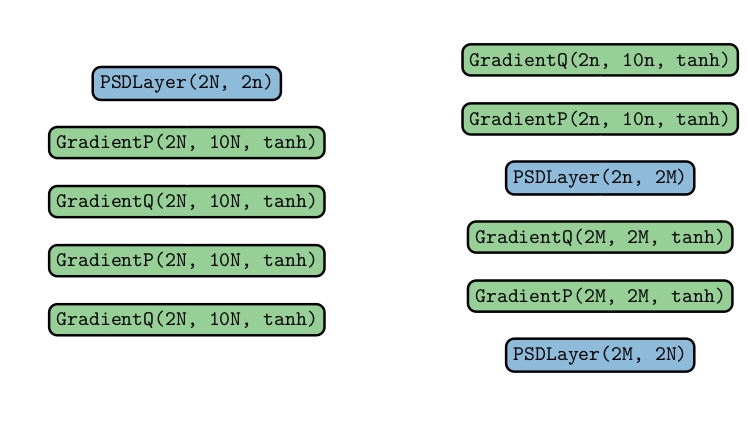 PSDLayer(2N, 2n)
GradientP(2N, 10N, tanh)
GradientQ(2N, 10N, tanh)
GradientP(2N, 10N, tanh)
GradientQ(2N, 10N, tanh)
GradientQ(2n, 10n, tanh)
GradientP(2n, 10n, tanh)
PSDLayer(2n, 2M)
GradientQ(2M, 2M, tanh)
GradientP(2M, 2M, tanh)
PSDLayer(2M, 2N)